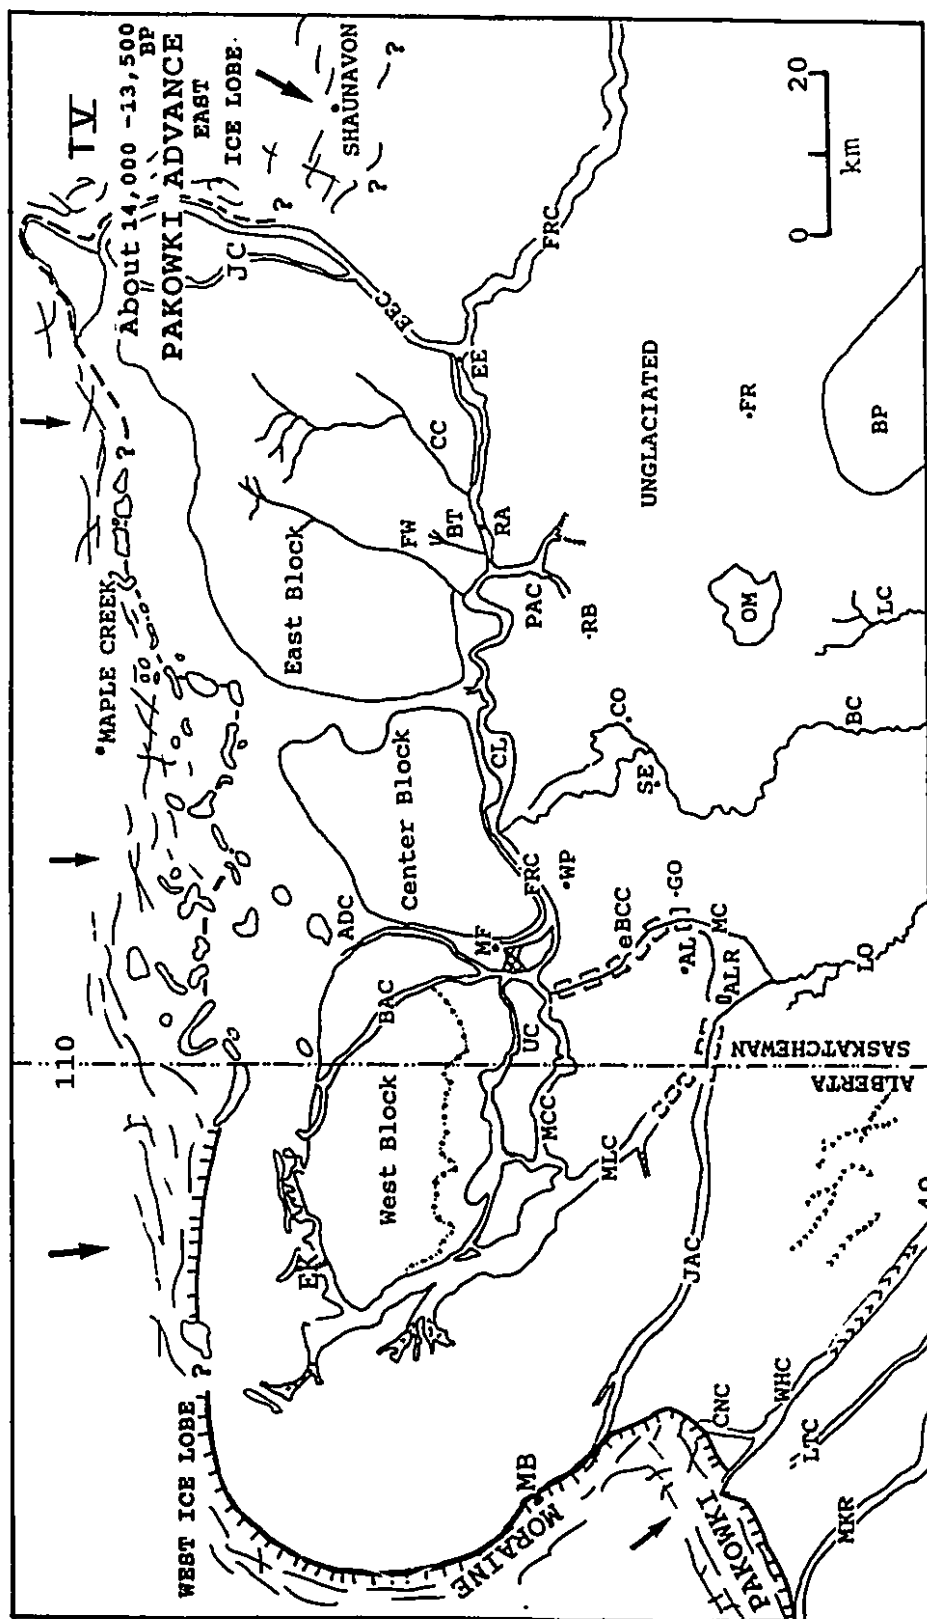 TV
About 14,000 -13,500
BP
PAKOWKI ADVANCE
EAST
ICE LOBE
SHAUNAVON
?
?
?
JC
EEC
FRC
0
20
km
110
MAPLE CREEK
?
East Block
CC
FW
BT
RA
EE
PAC
RB
UNGLACIATED
FR
OM
BP
LC
Center Block
ADC
CL
FRC
WP
CO
SE
BC
MF
BAC
West Block
UC
MCC
eBCC
AL
GO
MC
ALR
LO
SASKATCHEWAN
ALBERTA
EK
MLC
JAC
WEST ICE LOBE
?
MB
MORAINE
PAKOWKI
CNC
WHC
LTC
MKR